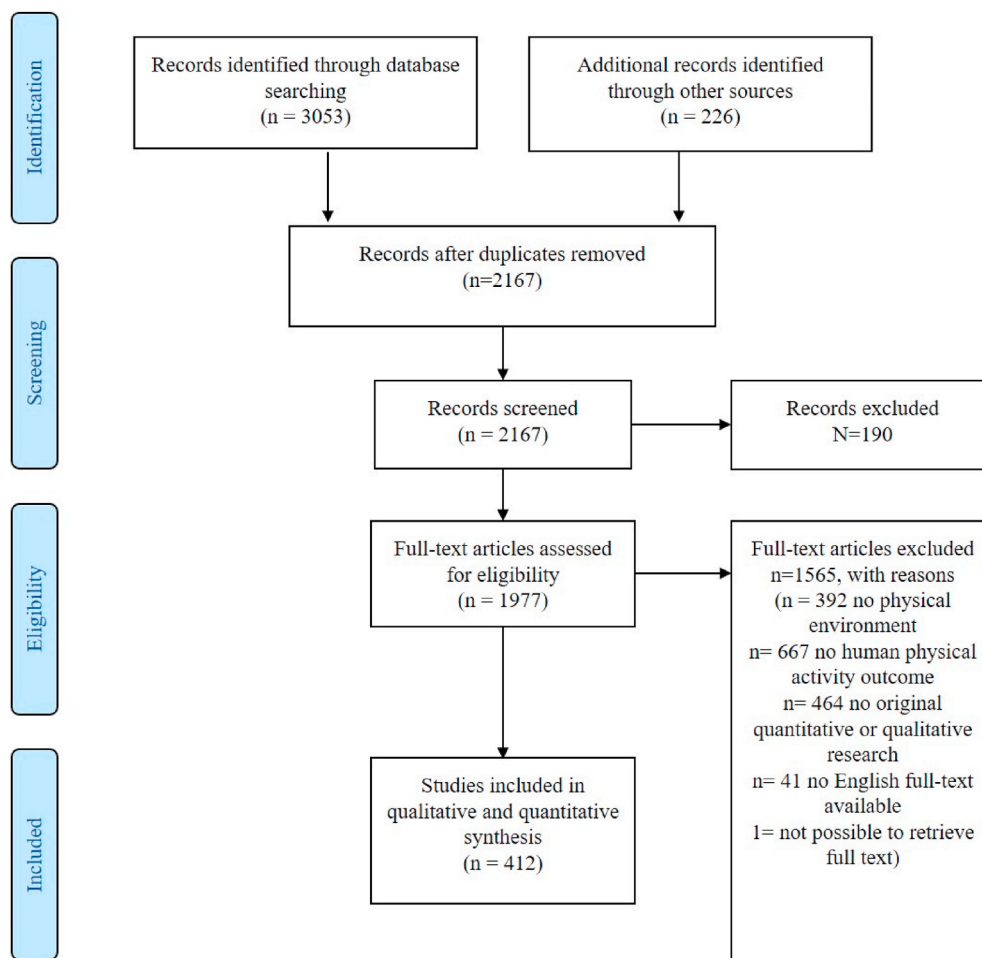 Identification
Records identified through database
searching
(n = 3053)
Additional records identified
through other sources
(n = 226)
Screening
Records after duplicates removed
(n=2167)
Records screened
(n = 2167)
Records excluded
N=190
Eligibility
Full-text articles assessed
for eligibility
(n = 1977)
Full-text articles excluded
n=1565, with reasons
(n = 392 no physical
environment
n= 667 no human physical
activity outcome
n= 464 no original
quantitative or qualitative
research
n= 41 no English full-text
available
1= not possible to retrieve
full text)
Included
Studies included in
qualitative and quantitative
synthesis
(n = 412)